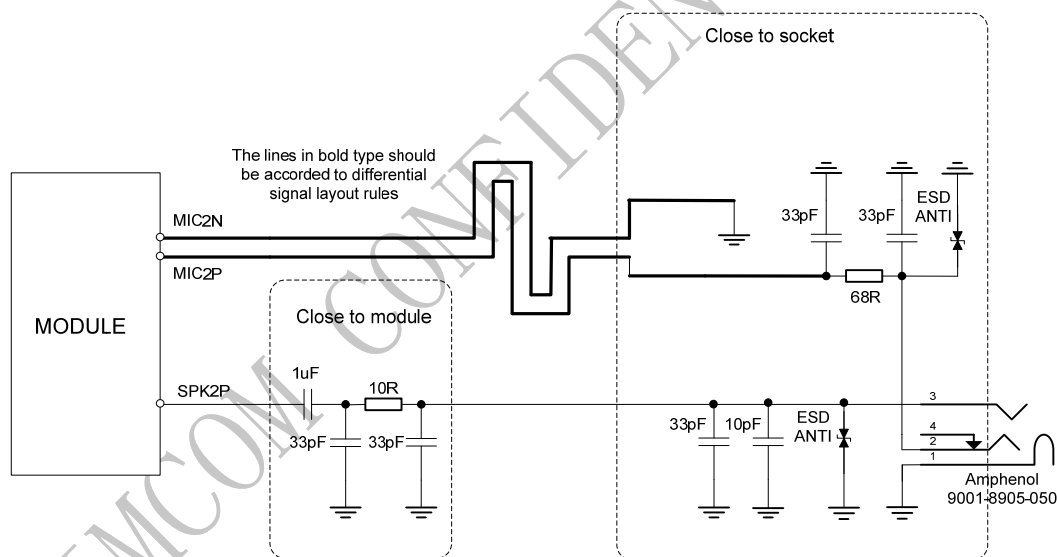 Close to socket
The lines in bold type should
be accorded to differential
signal layout rules
MIC2N
MIC2P
33pF
33pF
ESD
ANTI
68R
MODULE
Close to module
SPK2P
1uF
10R
33pF
33pF
33pF
10pF
ESD
ANTI
3
4
2
1
Amphenol
9001-8905-050
MCOM CONFIDEN